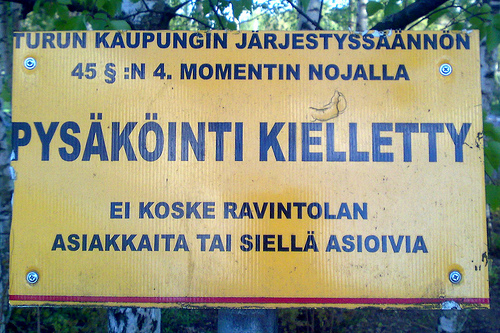 TURUN KAUPUNGIN JÄRJESTYSSÄÄNNÖN
45 § :N 4. MOMENTIN NOJALLA
PYSÄKÖINTI KIELLETTY
EI KOSKE RAVINTOLAN
ASIAKKAITA TAI SIELLÄ ASIOIVIA